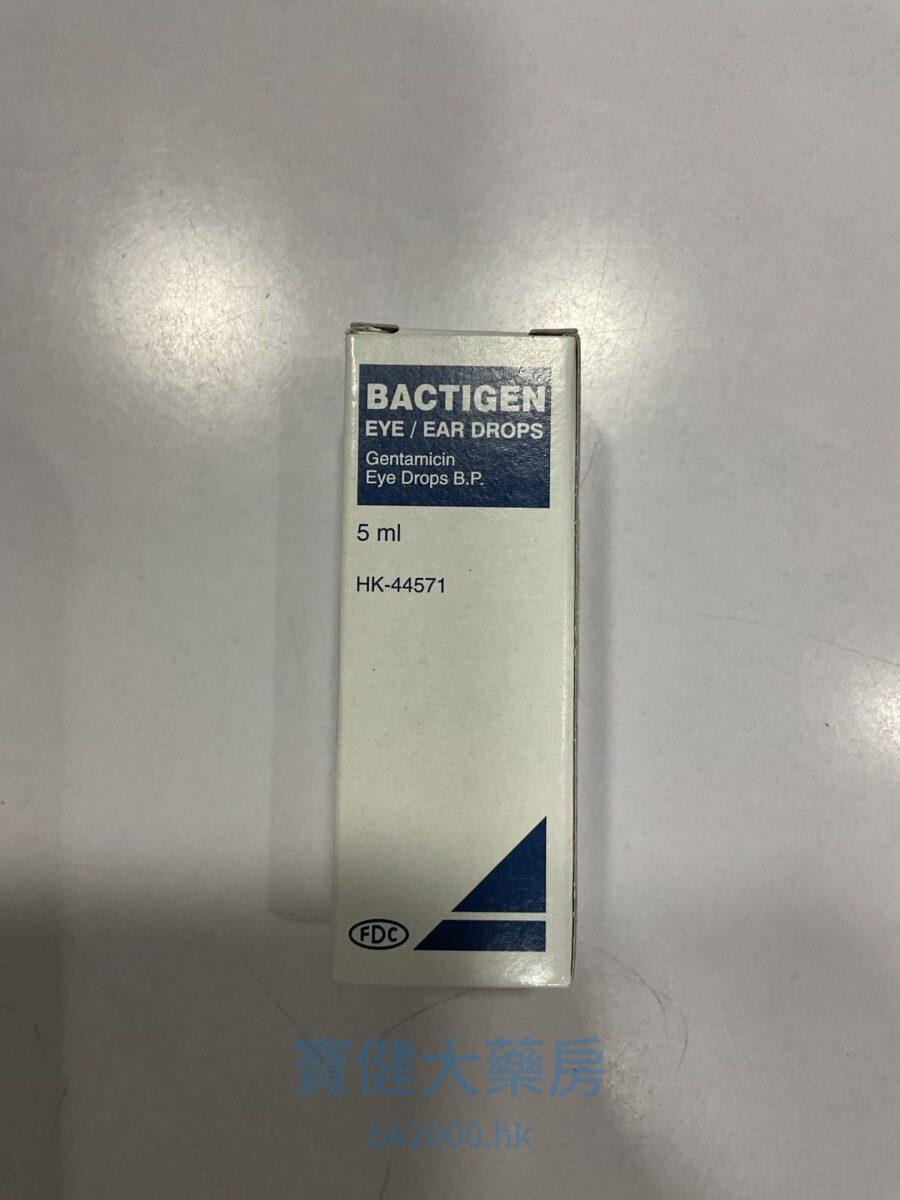 BACTIGEN
EYE / EAR DROPS
Gentamicin
Eye Drops B.P.
5 ml
HK-44571
FDC
寶健大藥房
bk2000.hk